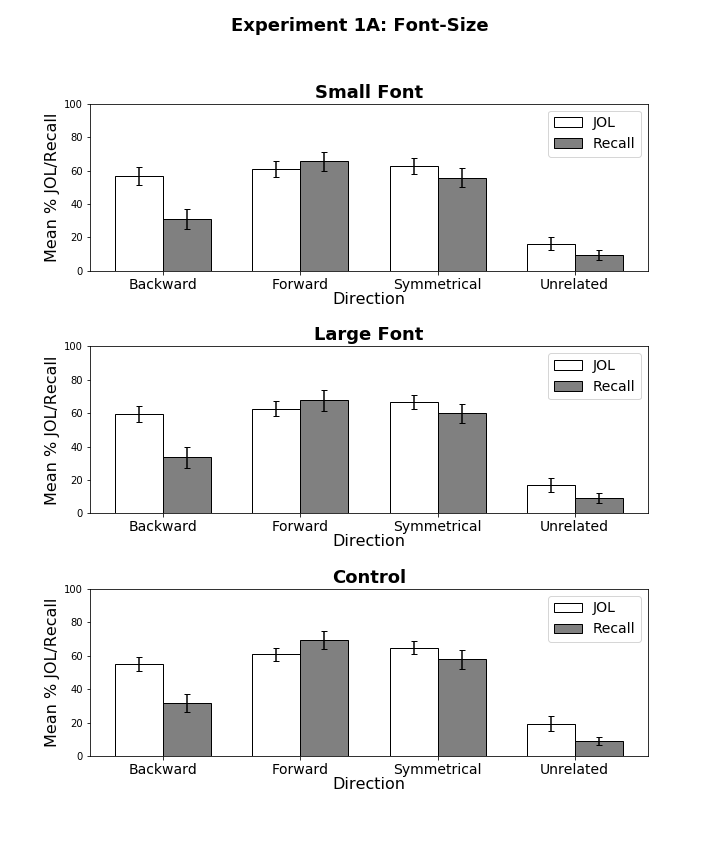 Experiment 1A: Font-Size
Small Font
Mean % JOL/Recall
100
80
60
40
20
0
JOL
Recall
Backward Forward Symmetrical Unrelated
Direction
Large Font
Mean % JOL/Recall
100
80
60
40
20
0
JOL
Recall
Backward Forward Symmetrical Unrelated
Direction
Control
Mean % JOL/Recall
100
80
60
40
20
0
JOL
Recall
Backward Forward Symmetrical Unrelated
Direction